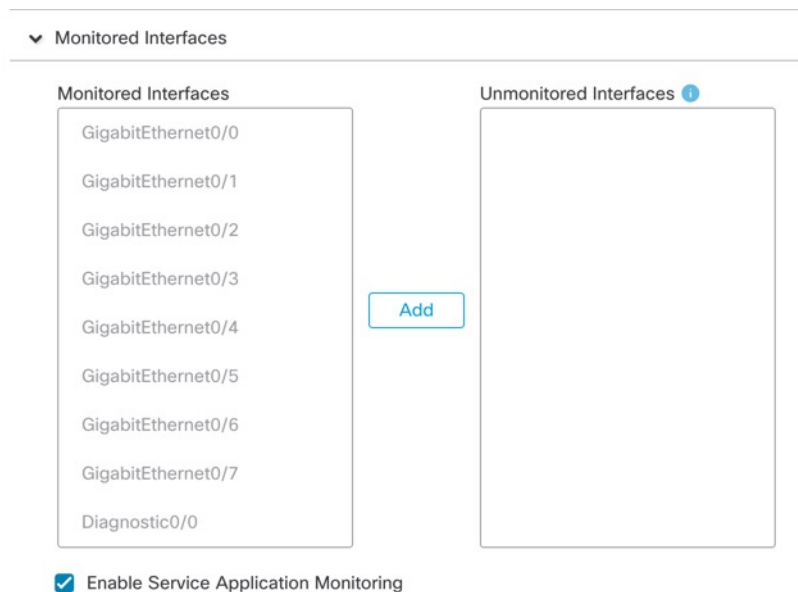 Monitored Interfaces
Monitored Interfaces
GigabitEthernet0/0
GigabitEthernet0/1
GigabitEthernet0/2
GigabitEthernet0/3
GigabitEthernet0/4
GigabitEthernet0/5
GigabitEthernet0/6
GigabitEthernet0/7
Diagnostic0/0
Add
Unmonitored Interfaces
Enable Service Application Monitoring